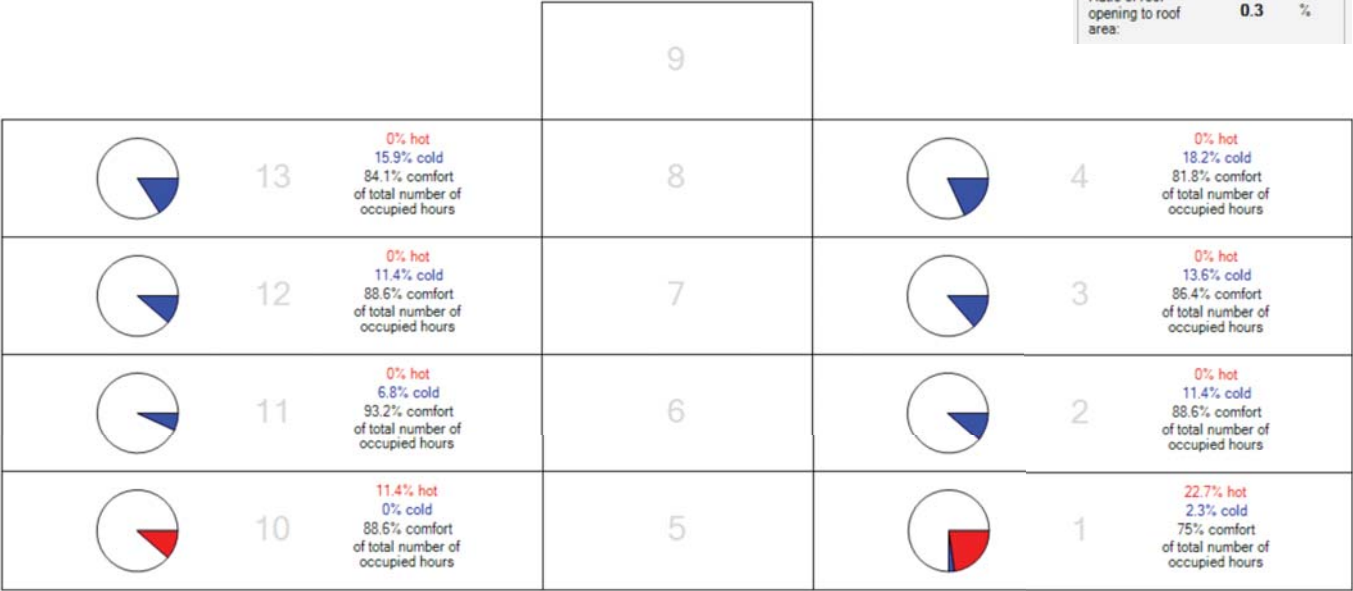 opening to roof 0.3 %
area:
9
13
0% hot
15.9% cold
84.1% comfort
of total number of
occupied hours
8
4
0% hot
18.2% cold
81.8% comfort
of total number of
occupied hours
12
0% hot
11.4% cold
88.6% comfort
of total number of
occupied hours
7
3
0% hot
13.6% cold
86.4% comfort
of total number of
occupied hours
11
0% hot
6.8% cold
93.2% comfort
of total number of
occupied hours
6
2
0% hot
11.4% cold
88.6% comfort
of total number of
occupied hours
10
11.4% hot
0% cold
88.6% comfort
of total number of
occupied hours
5
1
22.7% hot
2.3% cold
75% comfort
of total number of
occupied hours